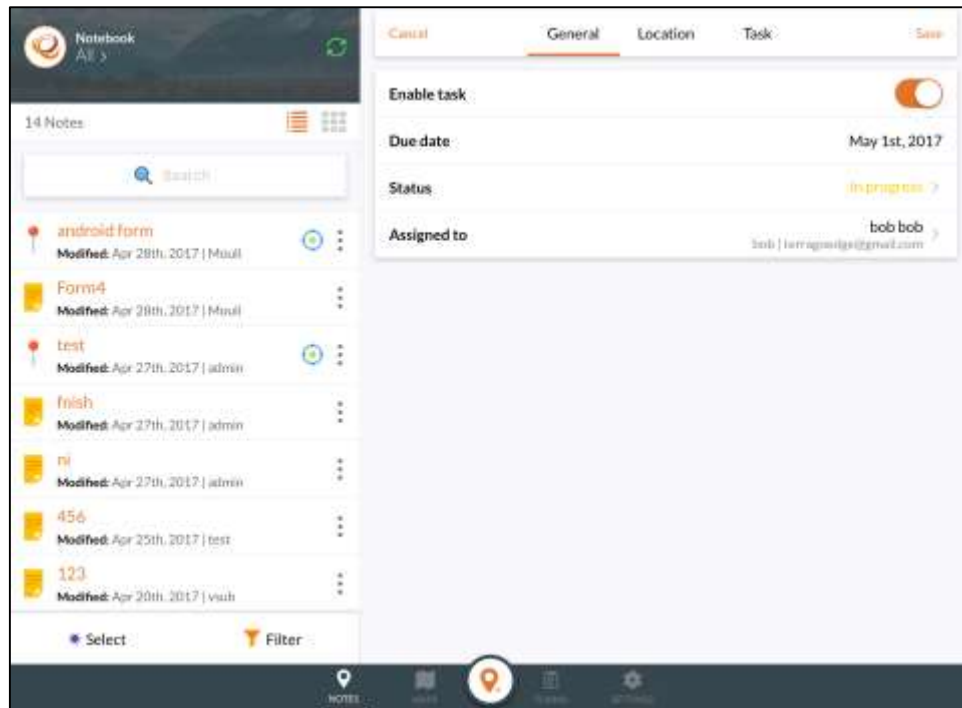 Notebook
All >
14 Notes
Search
android form
Modified: Apr 28th, 2017 | Mouli
Form4
Modified: Apr 28th, 2017 | Mouli
test
Modified: Apr 27th, 2017 | admin
fnish
Modified: Apr 27th, 2017 | admin
ni
Modified: Apr 27th, 2017 | admin
456
Modified: Apr 25th, 2017 | test
123
Modified: Apr 20th, 2017 | vsub
Select Filter
Cancel General Location Task Save
Enable task
Due date May 1st, 2017
Status In progress >
Assigned to bob bob >
bob |
NOTES